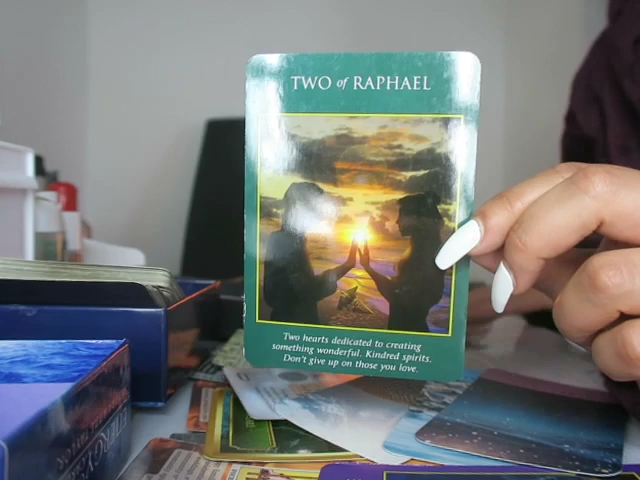 TWO of RAPHAEL
Two hearts dedicated to creating
something wonderful. Kindred spirits.
Don't give up on those you love.